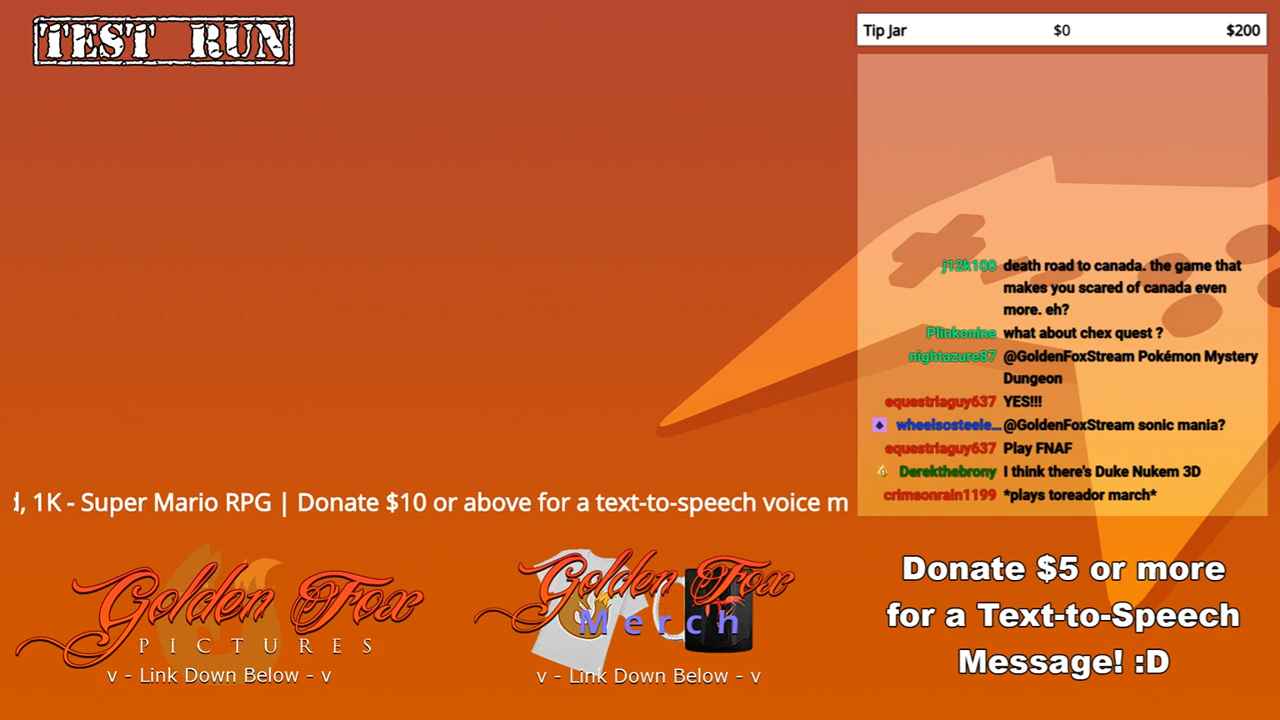 TEST RUN
Tip Jar $0 $200
j12k100 death road to canada. the game that
makes you scared of canada even
more. eh?
Plinkonine what about chex quest ?
nightazure87 @GoldenFoxStream Pokémon Mystery
Dungeon
equestriaguy637 YES!!!
wheelsosteele... @GoldenFoxStream sonic mania?
equestriaguy637 Play FNAF
Derekthebrony I think there's Duke Nukem 3D
crimsonrain1199 *plays toreador march*
, 1K - Super Mario RPG | Donate $10 or above for a text-to-speech voice m
Golden Fox
PICTURES
v - Link Down Below - v
Golden Fox
Merch
v - Link Down Below - v
Donate $5 or more
for a Text-to-Speech
Message! :D